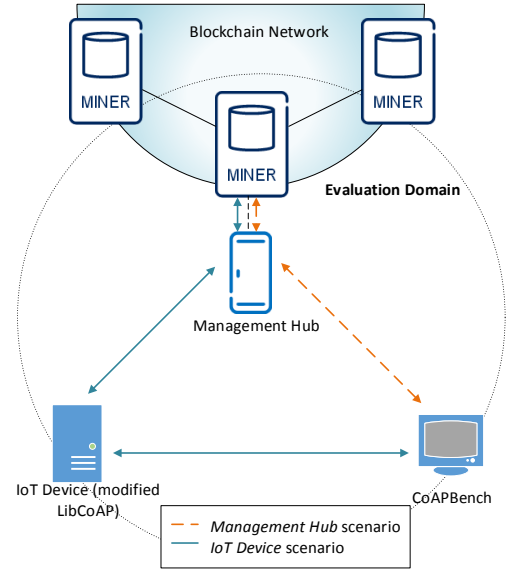 Blockchain Network
MINER
MINER
MINER
Evaluation Domain
Management Hub
IoT Device (modified
LibCoAP)
CoAPBench
Management Hub scenario
IoT Device scenario